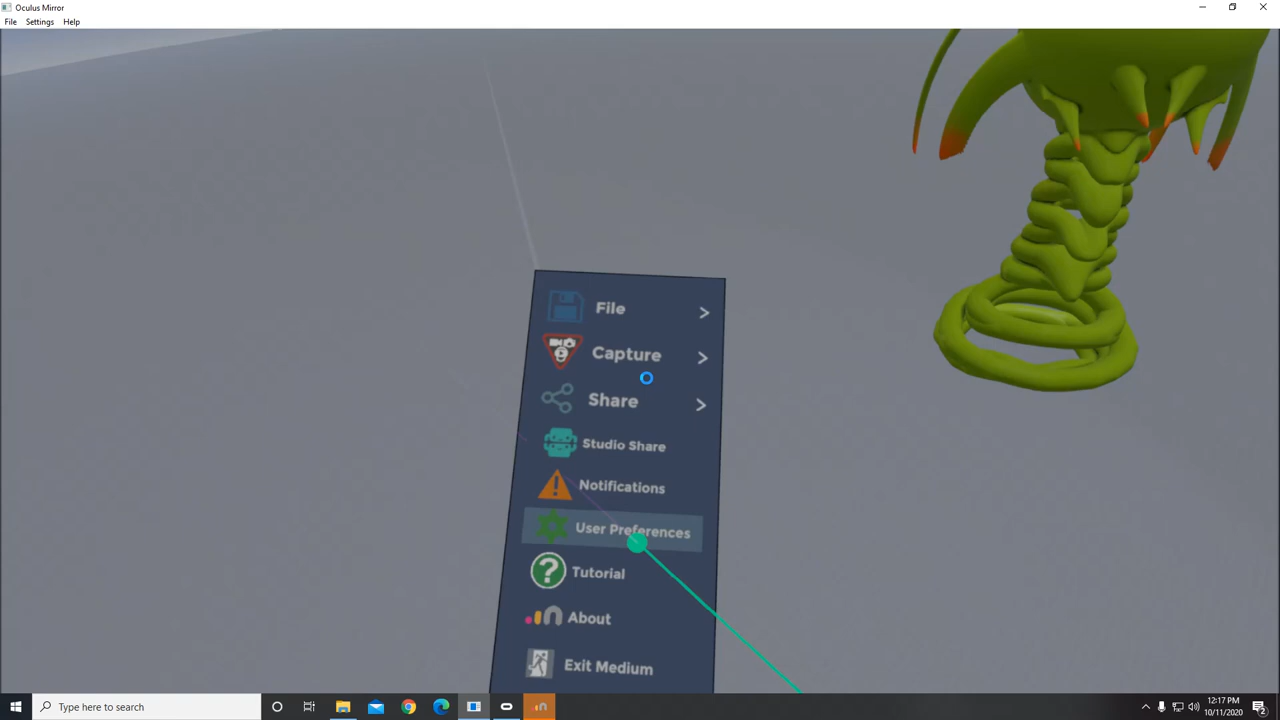 Oculus Mirror
File Settings Help
File
Capture
Share
Studio Share
Notifications
User Preferences
? Tutorial
About
Exit Medium
Type here to search
12:17 PM
10/11/2020
2